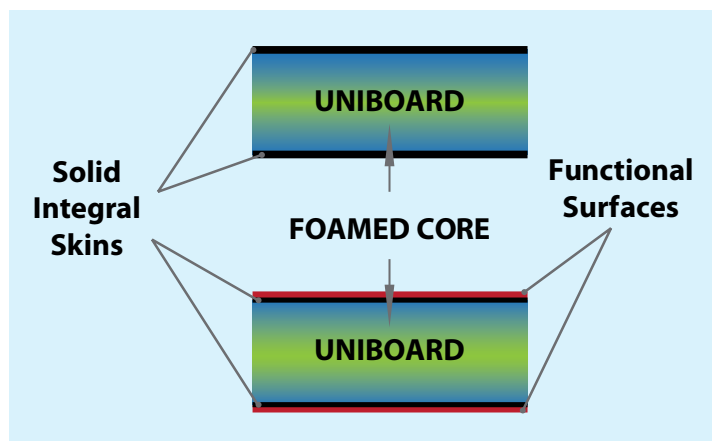 UNIBOARD
Solid
Integral
Skins
Functional
Surfaces
FOAMED CORE
UNIBOARD